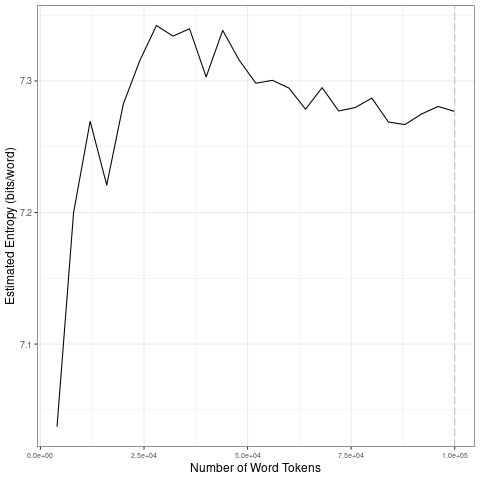 Estimated Entropy (bits/word)
7.3
7.2
7.1
0.0e+00 2.5e+04 5.0e+04 7.5e+04 1.0e+05
Number of Word Tokens